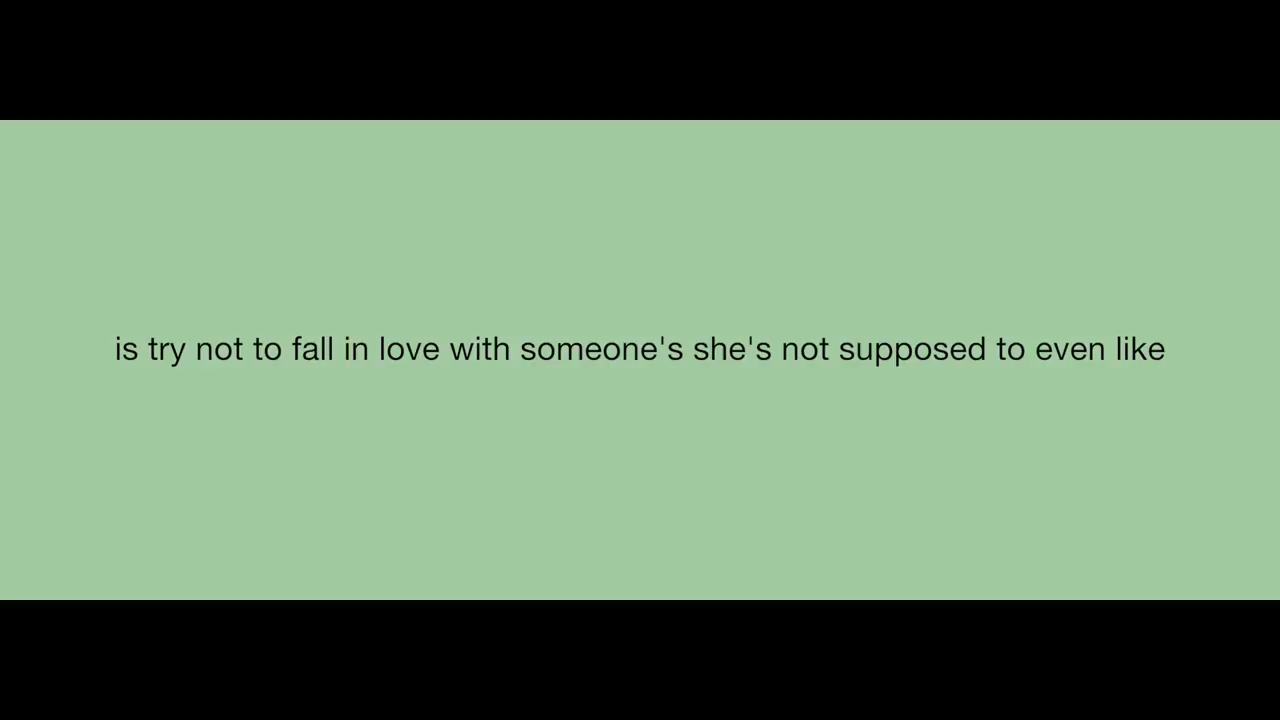 is try not to fall in love with someone's she's not supposed to even like